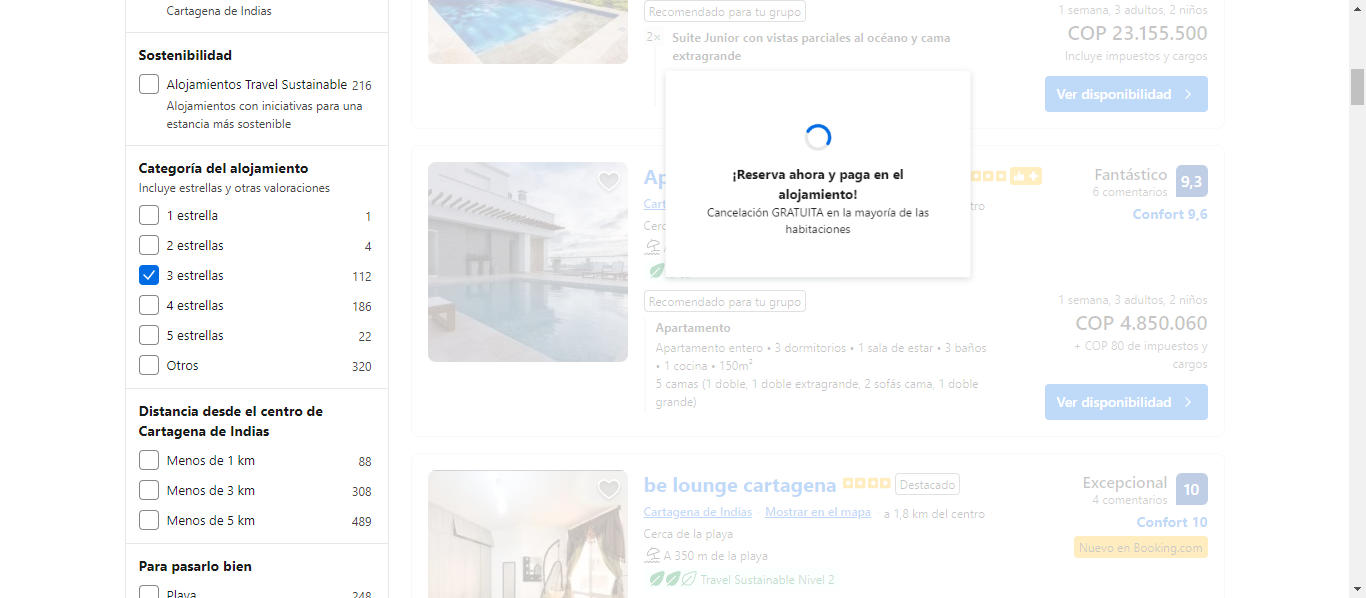 Cartagena de Indias
Sostenibilidad
Alojamientos Travel Sustainable 216
Alojamientos con iniciativas para una
estancia más sostenible
Categoría del alojamiento
Incluye estrellas y otras valoraciones
1 estrella 1
2 estrellas 4
3 estrellas 112
4 estrellas 186
5 estrellas 22
Otros 320
Distancia desde el centro de
Cartagena de Indias
Menos de 1 km 88
Menos de 3 km 308
Menos de 5 km 489
Para pasarlo bien
Playa 248
Recomendado para tu grupo
2× Suite Junior con vistas parciales al océano y cama
extragrande
1 semana, 3 adultos, 2 niños
COP 23.155.500
Incluye impuestos y cargos
Ver disponibilidad
¡Reserva ahora y paga en el
alojamiento!
Cancelación GRATUITA en la mayoría de las
habitaciones
Ap
Fantástico
6 comentarios
9,3
Cart
tro
Confort 9,6
Cerc
A
Recomendado para tu grupo
Apartamento
Apartamento entero • 3 dormitorios • 1 sala de estar • 3 baños
• 1 cocina • 150m²
5 camas (1 doble, 1 doble extragrande, 2 sofás cama, 1 doble
grande)
1 semana, 3 adultos, 2 niños
COP 4.850.060
+ COP 80 de impuestos y
cargos
Ver disponibilidad
be lounge cartagena Destacado
Cartagena de Indias · Mostrar en el mapa · a 1,8 km del centro
Cerca de la playa
A 350 m de la playa
Travel Sustainable Nivel 2
Excepcional
4 comentarios
10
Confort 10
Nuevo en Booking.com